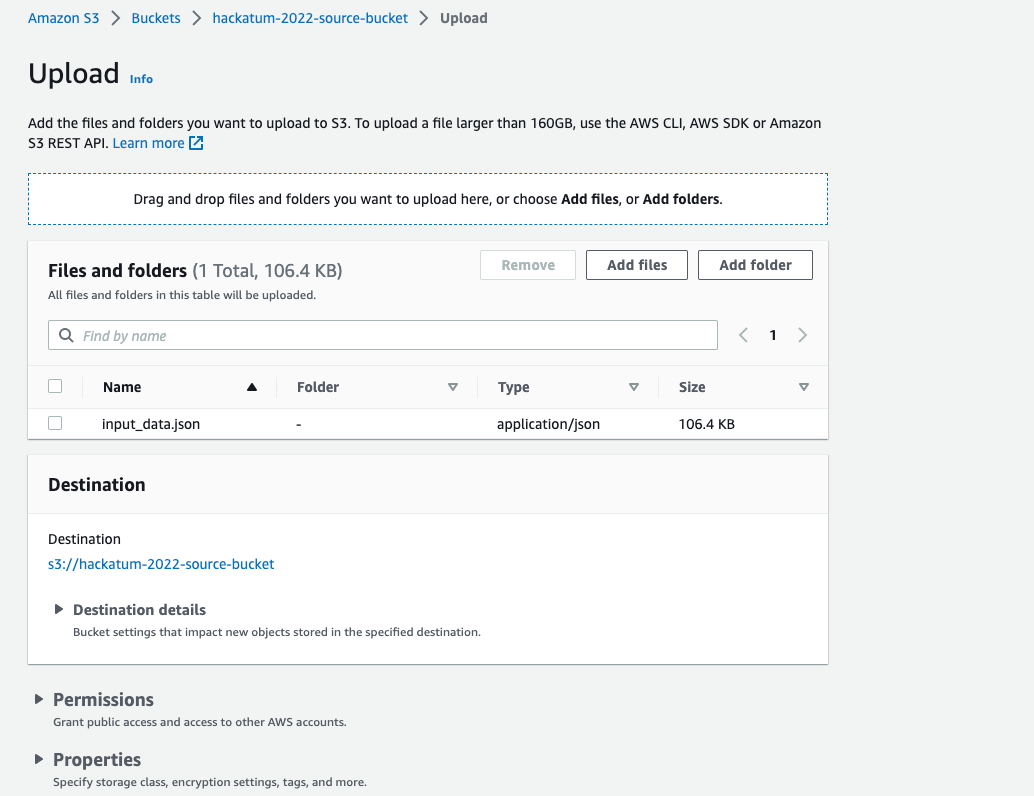 Amazon S3 > Buckets > hackatum-2022-source-bucket > Upload
Upload Info
Add the files and folders you want to upload to S3. To upload a file larger than 160GB, use the AWS CLI, AWS SDK or Amazon
S3 REST API. Learn more
Drag and drop files and folders you want to upload here, or choose Add files, or Add folders.
Files and folders (1 Total, 106.4 KB)
Remove
Add files
Add folder
All files and folders in this table will be uploaded.
Find by name
1
Name Folder Type Size
input_data.json - application/json 106.4 KB
Destination
Destination
s3://hackatum-2022-source-bucket
Destination details
Bucket settings that impact new objects stored in the specified destination.
Permissions
Grant public access and access to other AWS accounts.
Properties
Specify storage class, encryption settings, tags, and more.